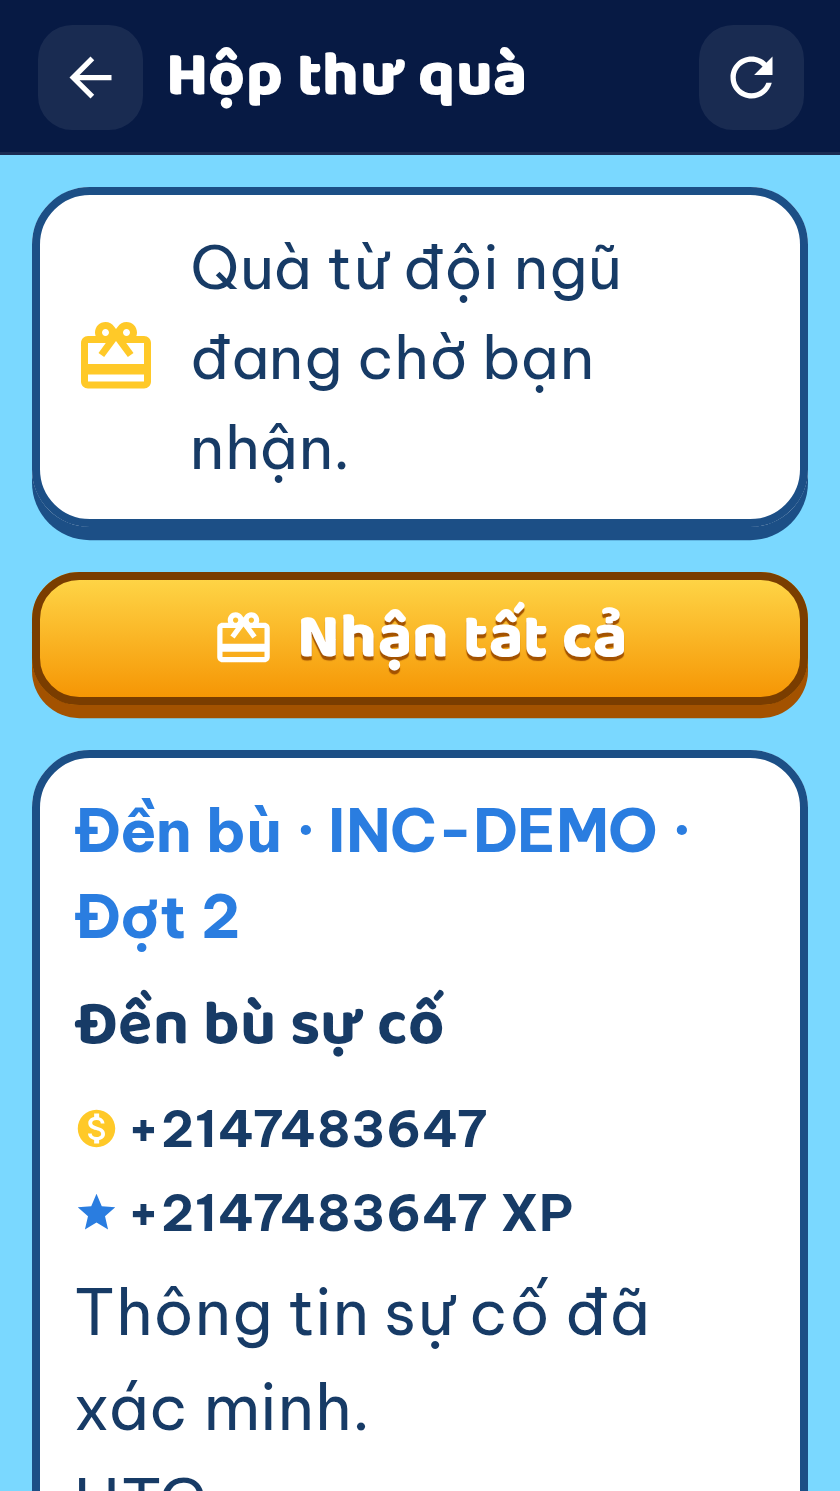 Hộp thư quà
Quà từ đội ngũ
đang chờ bạn
nhận.
Nhận tất cả
Đền bù · INC-DEMO ·
Đợt 2
Đền bù sự cố
+2147483647
+2147483647 XP
Thông tin sự cố đã
xác minh.
UTC